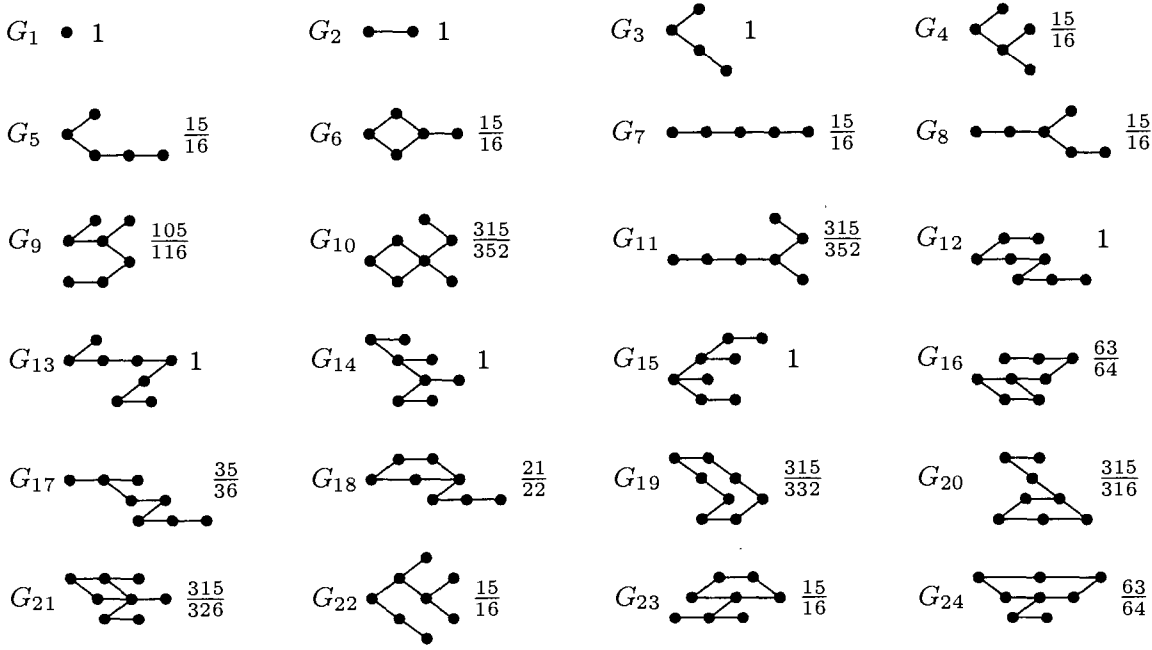 G₁ 1 G₂ 1 G₃ 1 G₄ 15/16
G₅ 15/16 G₆ 15/16 G₇ 15/16 G₈ 15/16
G₉ 105/116 G₁₀ 315/352 G₁₁ 315/352 G₁₂ 1
G₁₃ 1 G₁₄ 1 G₁₅ 1 G₁₆ 63/64
G₁₇ 35/36 G₁₈ 21/22 G₁₉ 315/332 G₂₀ 315/316
G₂₁ 315/326 G₂₂ 15/16 G₂₃ 15/16 G₂₄ 63/64